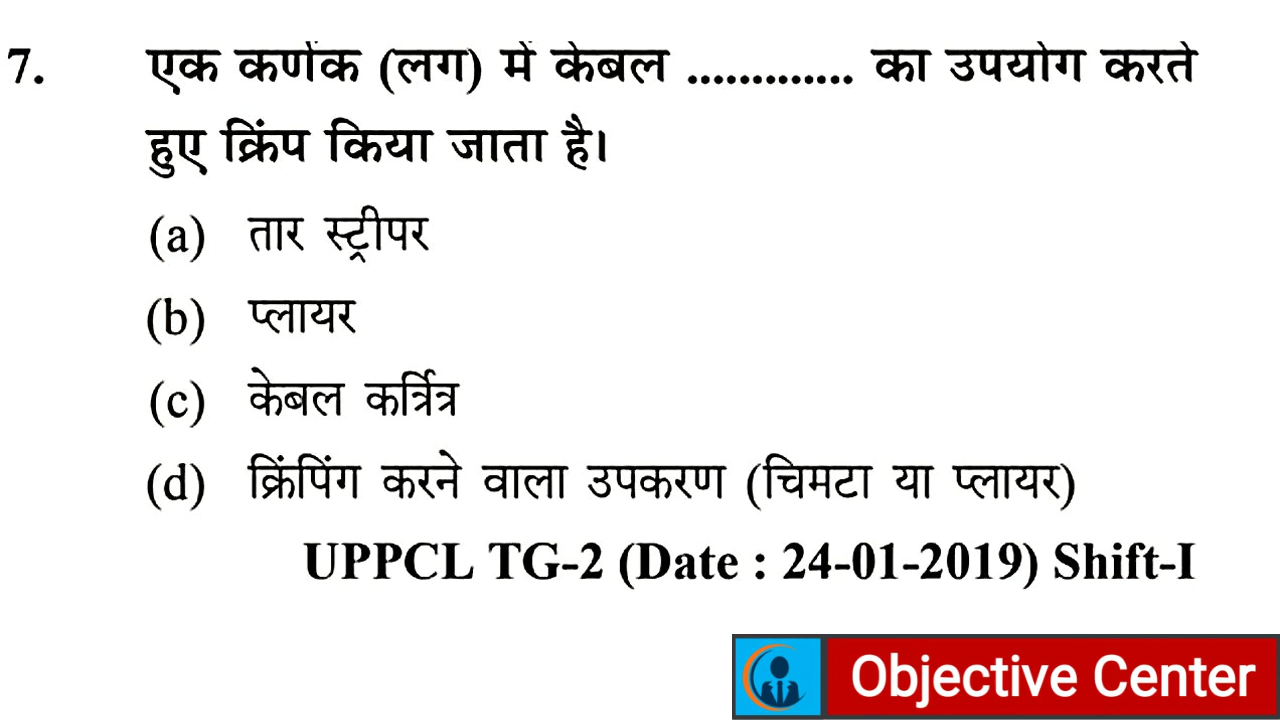 7. एक कर्णक (लग) में केबल ............. का उपयोग करते
हुए क्रिंप किया जाता है।
(a) तार स्ट्रीपर
(b) प्लायर
(c) केबल कर्त्रित्र
(d) क्रिंपिंग करने वाला उपकरण (चिमटा या प्लायर)
UPPCL TG-2 (Date : 24-01-2019) Shift-I
Objective Center